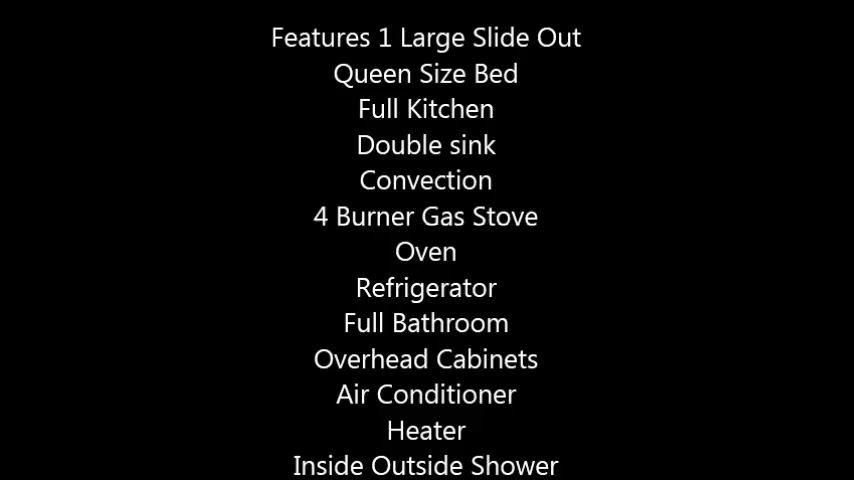 Features 1 Large Slide Out
Queen Size Bed
Full Kitchen
Double sink
Convection
4 Burner Gas Stove
Oven
Refrigerator
Full Bathroom
Overhead Cabinets
Air Conditioner
Heater
Inside Outside Shower